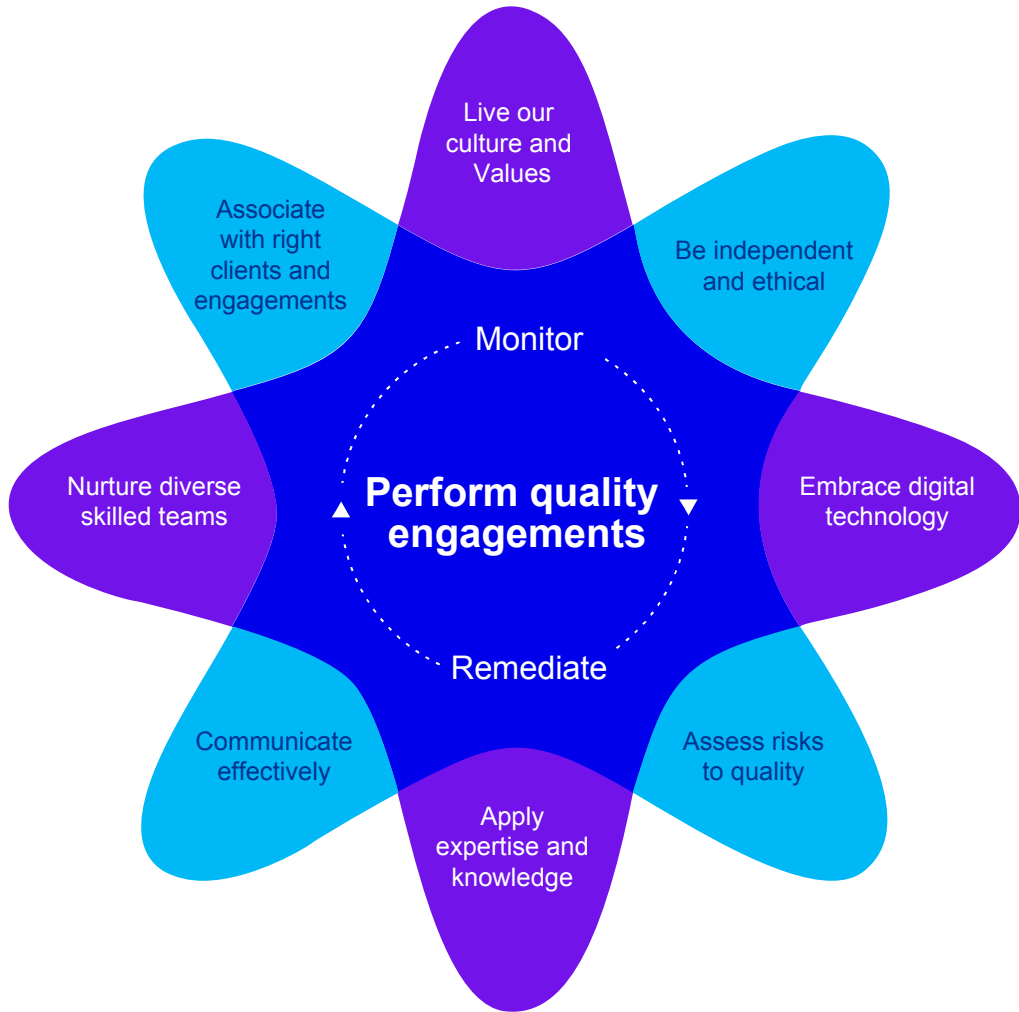 Live our
culture and
Values
Associate
with right
clients and
engagements
Be independent
and ethical
Monitor
Nurture diverse
skilled teams
Perform quality
engagements
Embrace digital
technology
Remediate
Communicate
effectively
Assess risks
to quality
Apply
expertise and
knowledge